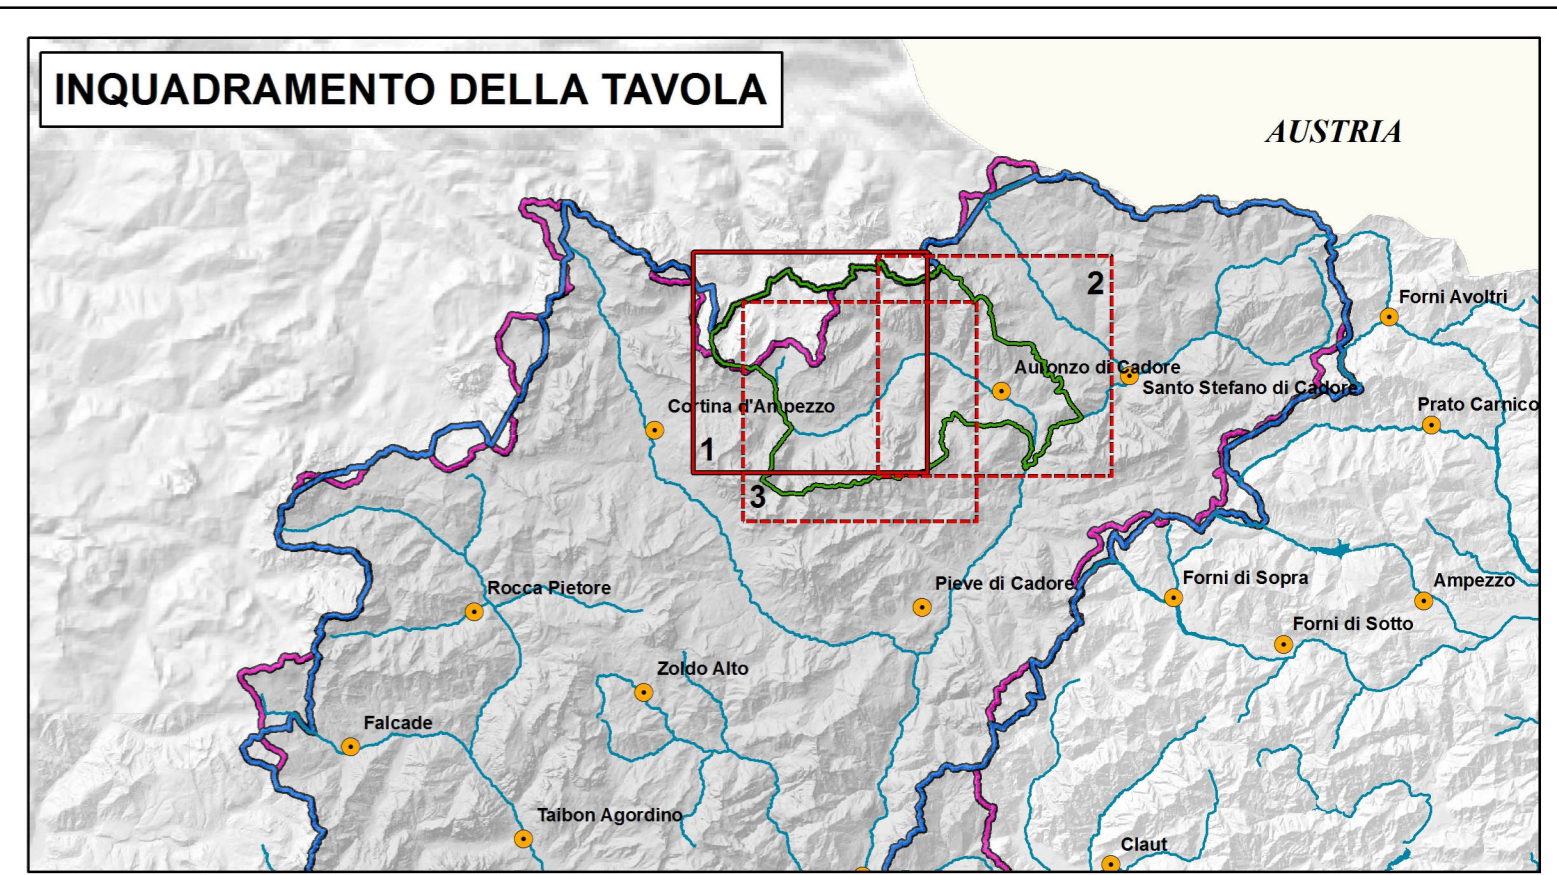 INQUADRAMENTO DELLA TAVOLA
AUSTRIA
2
Forni Avoltri
Auronzo di Cadore
Santo Stefano di Cadore
Cortina d'Ampezzo
Prato Carnico
1
3
Pieve di Cadore
Forni di Sopra
Ampezzo
Rocca Pietore
Forni di Sotto
Zoldo Alto
Falcade
Taibon Agordino
Claut